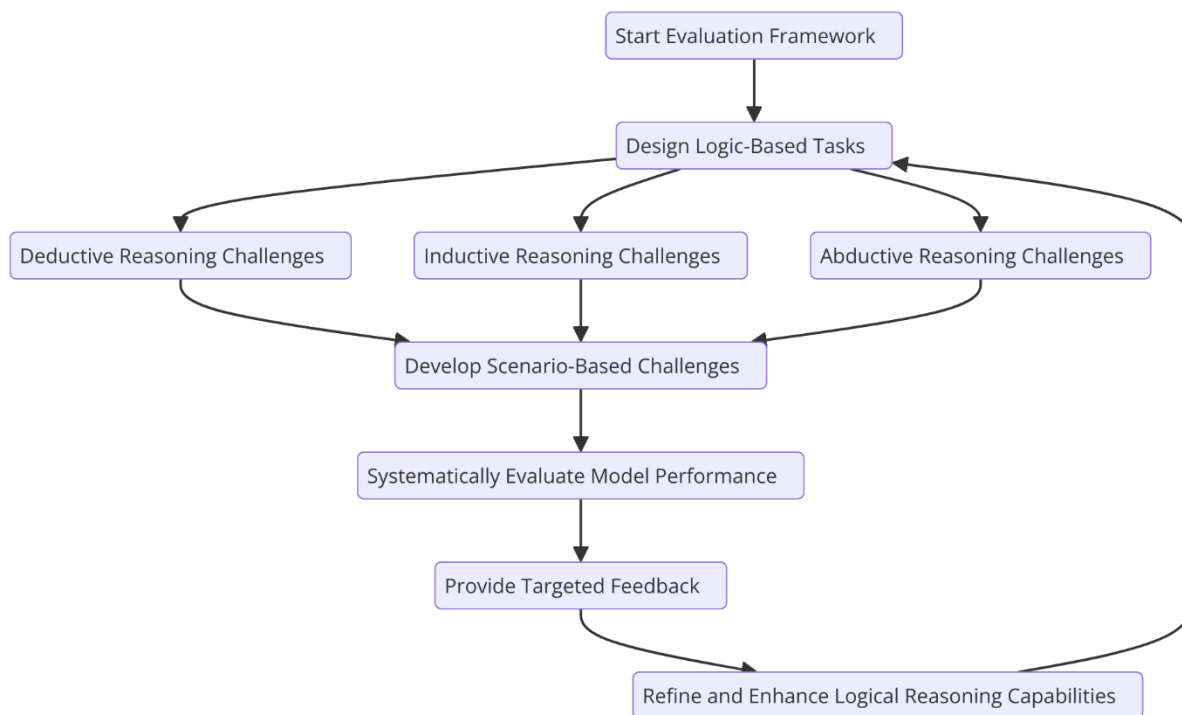 Start Evaluation Framework
Design Logic-Based Tasks
Deductive Reasoning Challenges
Inductive Reasoning Challenges
Abductive Reasoning Challenges
Develop Scenario-Based Challenges
Systematically Evaluate Model Performance
Provide Targeted Feedback
Refine and Enhance Logical Reasoning Capabilities